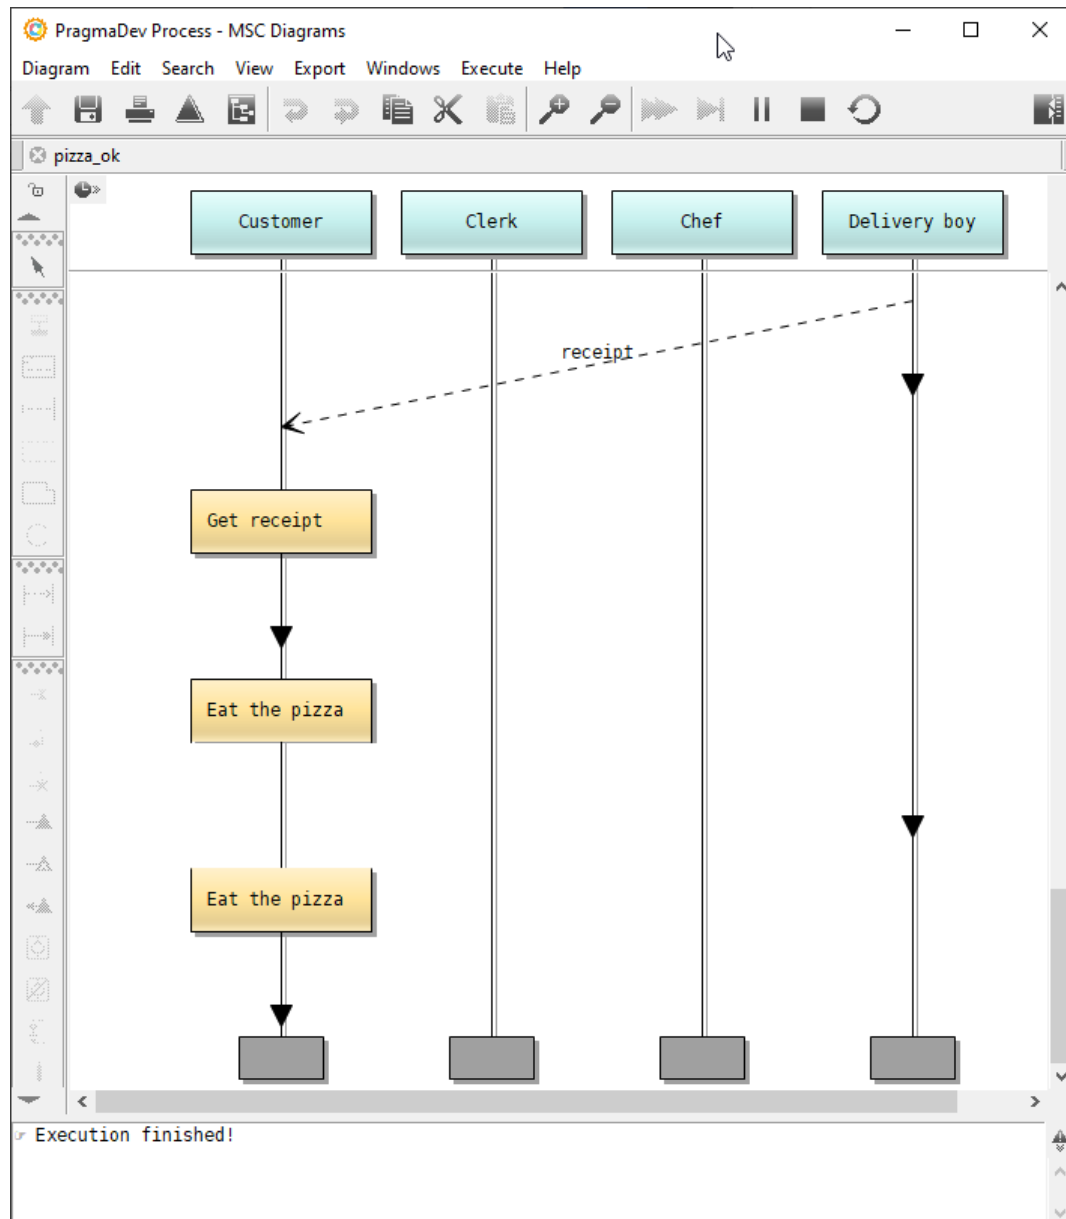 PragmaDev Process - MSC Diagrams
Diagram Edit Search View Export Windows Execute Help
pizza_ok
Customer Clerk Chef Delivery boy
receipt
Get receipt
Eat the pizza
Eat the pizza
Execution finished!